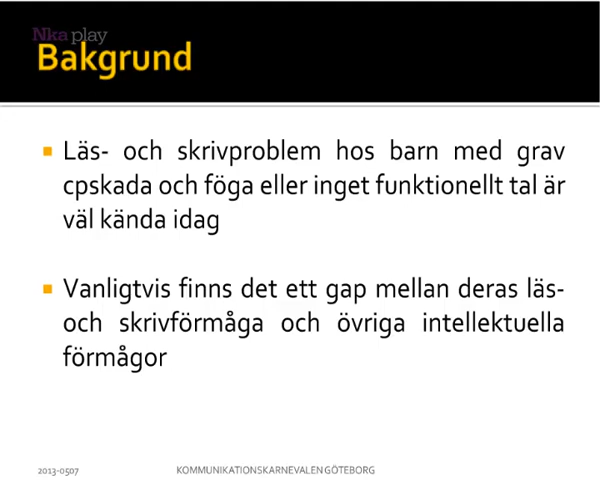 Nka play
Bakgrund
Läs- och skrivproblem hos barn med grav
cpskada och föga eller inget funktionellt tal är
väl kända idag
Vanligtvis finns det ett gap mellan deras läs-
och skrivförmåga och övriga intellektuella
förmågor
2013-0507
KOMMUNIKATIONSKARNEVALEN GÖTEBORG